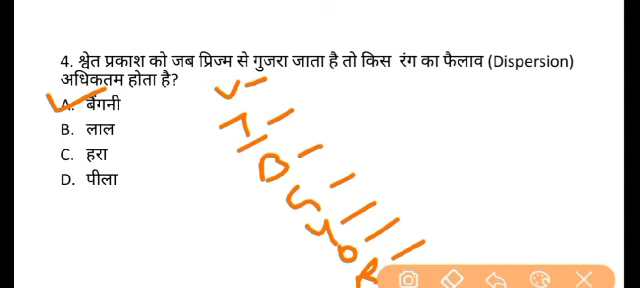 4. श्वेत प्रकाश को जब प्रिज्म से गुजरा जाता है तो किस रंग का फैलाव (Dispersion)
अधिकतम होता है?
A. बैंगनी
B. लाल
C. हरा
D. पीला